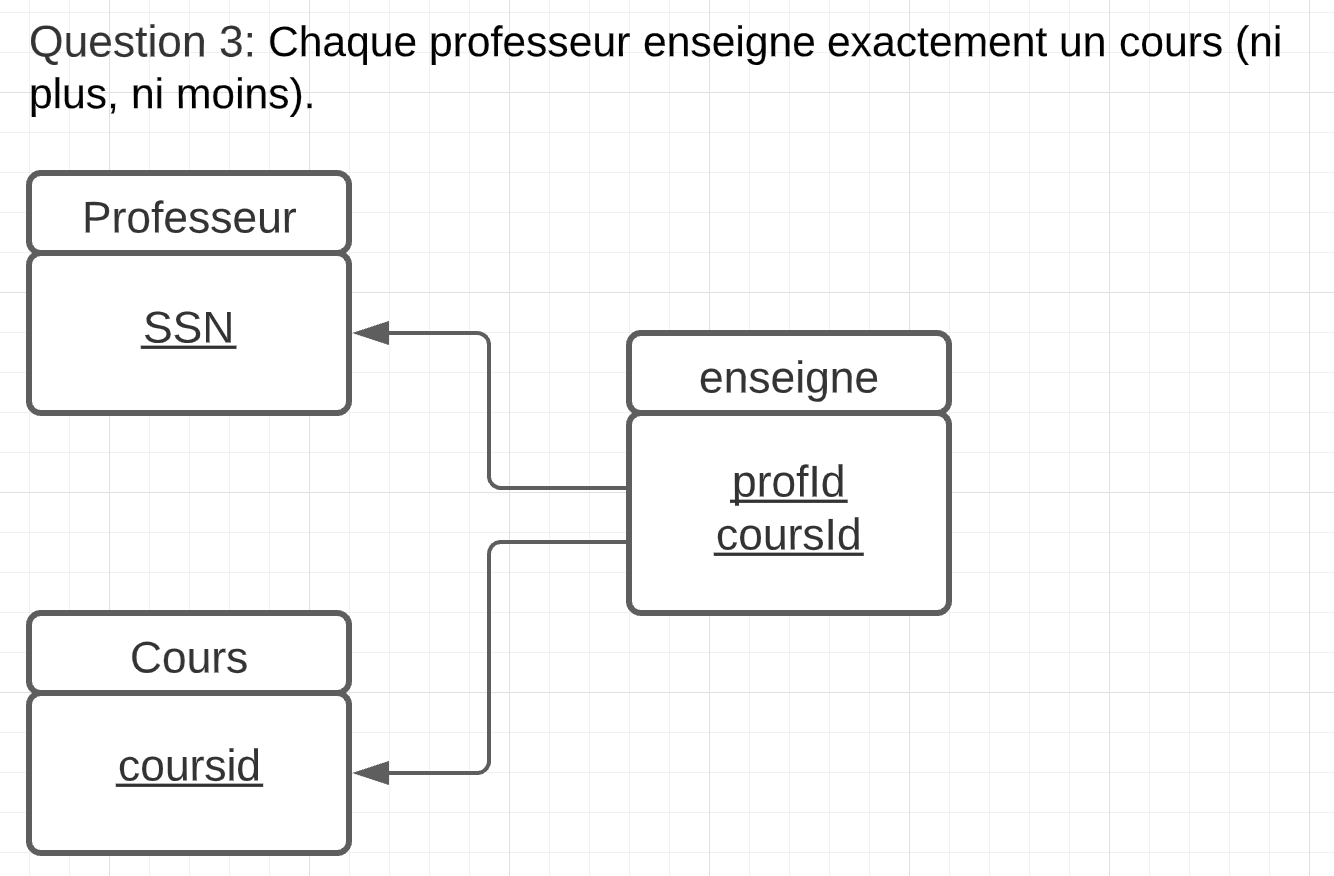 Question 3: Chaque professeur enseigne exactement un cours (ni
plus, ni moins).
Professeur
SSN
enseigne
profId
coursId
Cours
coursid